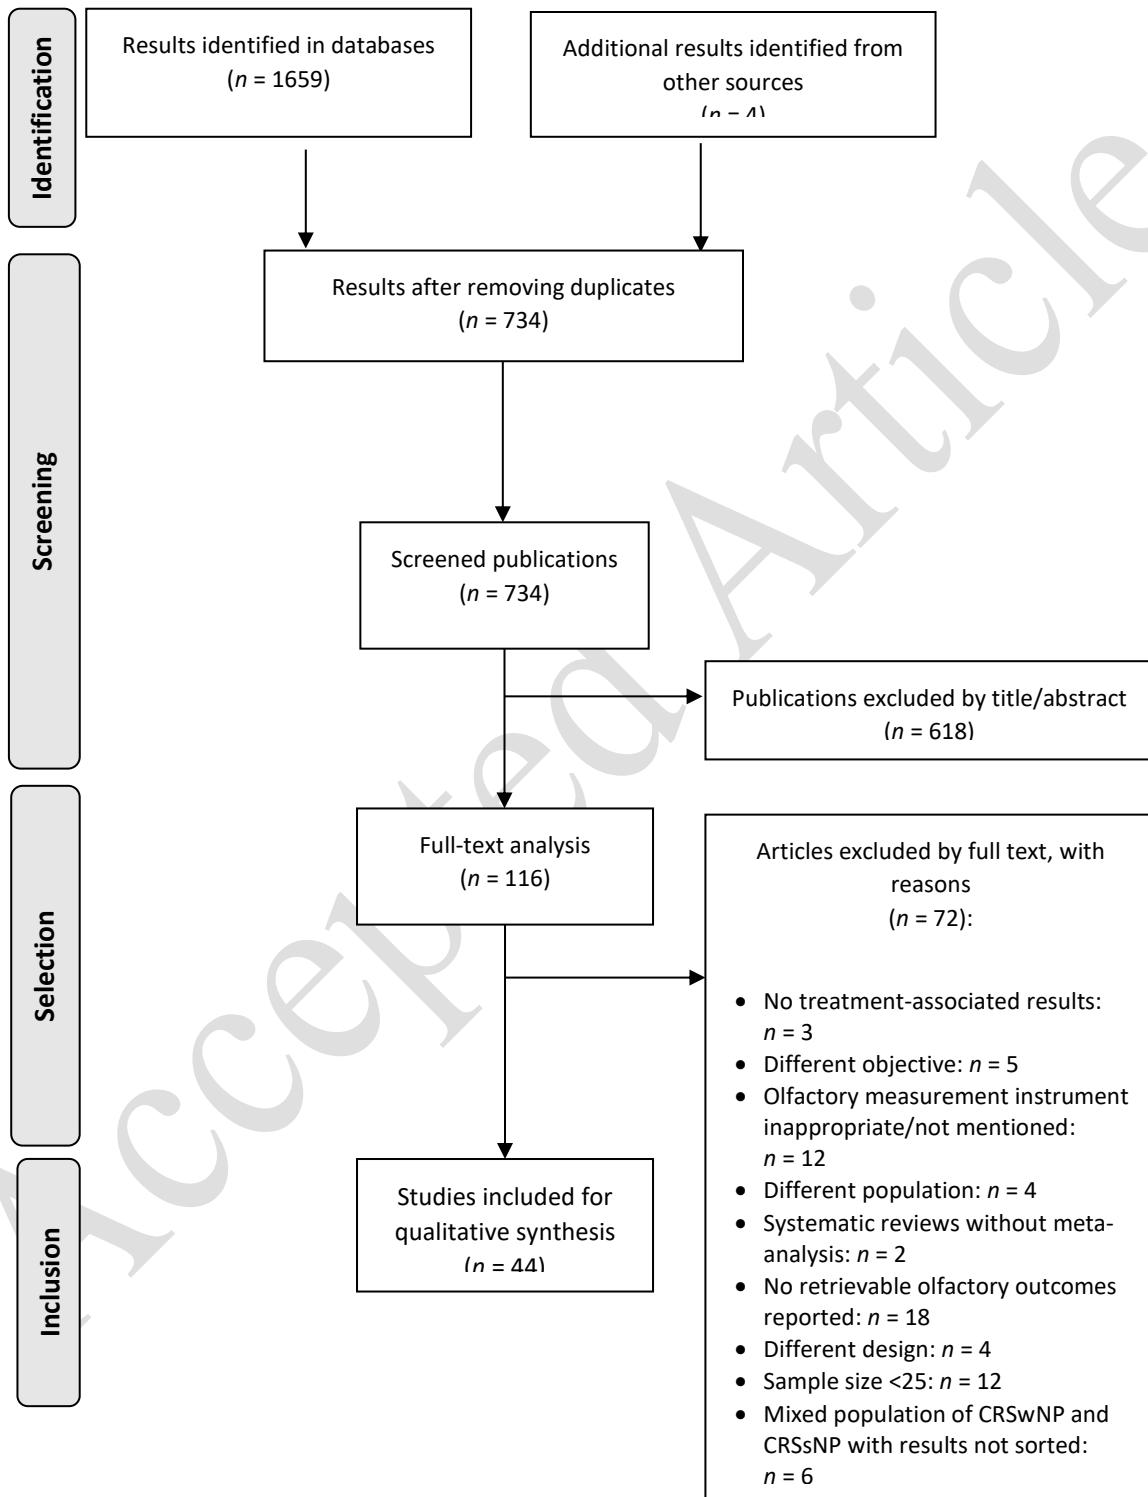 Identification
Results identified in databases
(n = 1659)
Additional results identified from
other sources
(n = 4)
Results after removing duplicates
(n = 734)
Screening
Screened publications
(n = 734)
Publications excluded by title/abstract
(n = 618)
Selection
Full-text analysis
(n = 116)
Articles excluded by full text, with
reasons
(n = 72):
• No treatment-associated results:
n = 3
• Different objective: n = 5
• Olfactory measurement instrument
inappropriate/not mentioned:
n = 12
• Different population: n = 4
• Systematic reviews without meta-
analysis: n = 2
• No retrievable olfactory outcomes
reported: n = 18
• Different design: n = 4
• Sample size <25: n = 12
• Mixed population of CRSwNP and
CRSsNP with results not sorted:
n = 6
Inclusion
Studies included for
qualitative synthesis
(n = 44)
Accepted Article